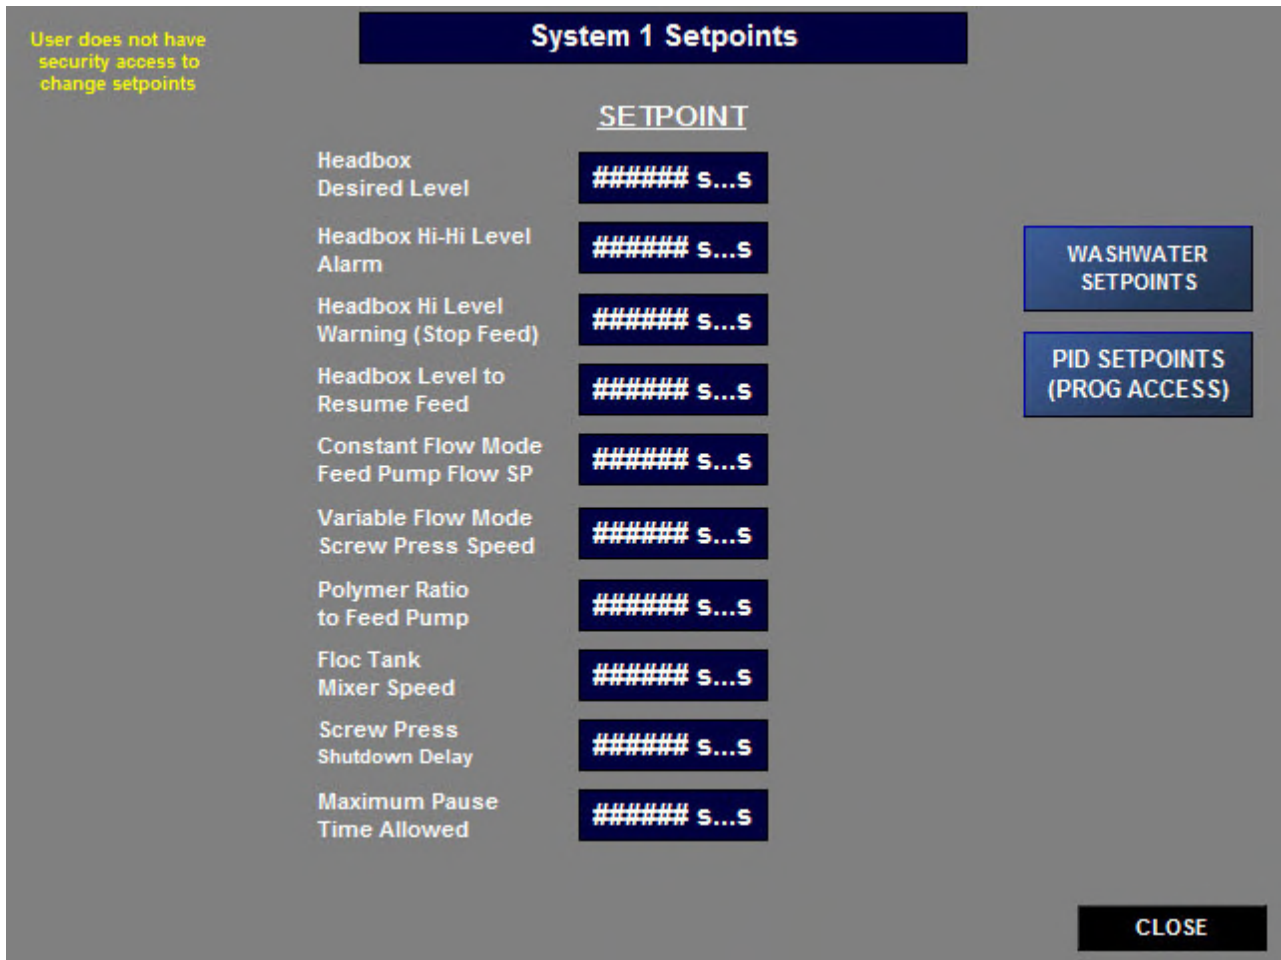 User does not have
security access to
change setpoints
System 1 Setpoints
SETPOINT
Headbox
Desired Level
###### s...s
Headbox Hi-Hi Level
Alarm
###### s...s
Headbox Hi Level
Warning (Stop Feed)
###### s...s
Headbox Level to
Resume Feed
###### s...s
Constant Flow Mode
Feed Pump Flow SP
###### s...s
Variable Flow Mode
Screw Press Speed
###### s...s
Polymer Ratio
to Feed Pump
###### s...s
Floc Tank
Mixer Speed
###### s...s
Screw Press
Shutdown Delay
###### s...s
Maximum Pause
Time Allowed
###### s...s
WASHWATER
SETPOINTS
PID SETPOINTS
(PROG ACCESS)
CLOSE